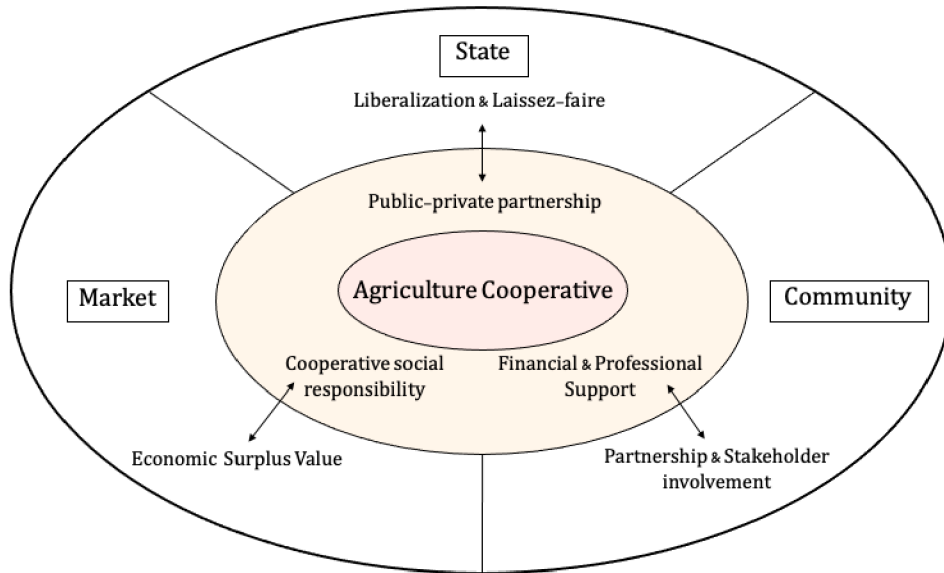 State
Liberalization & Laissez–faire
Public–private partnership
Agriculture Cooperative
Market
Community
Cooperative social
responsibility
Financial & Professional
Support
Economic Surplus Value
Partnership & Stakeholder
involvement